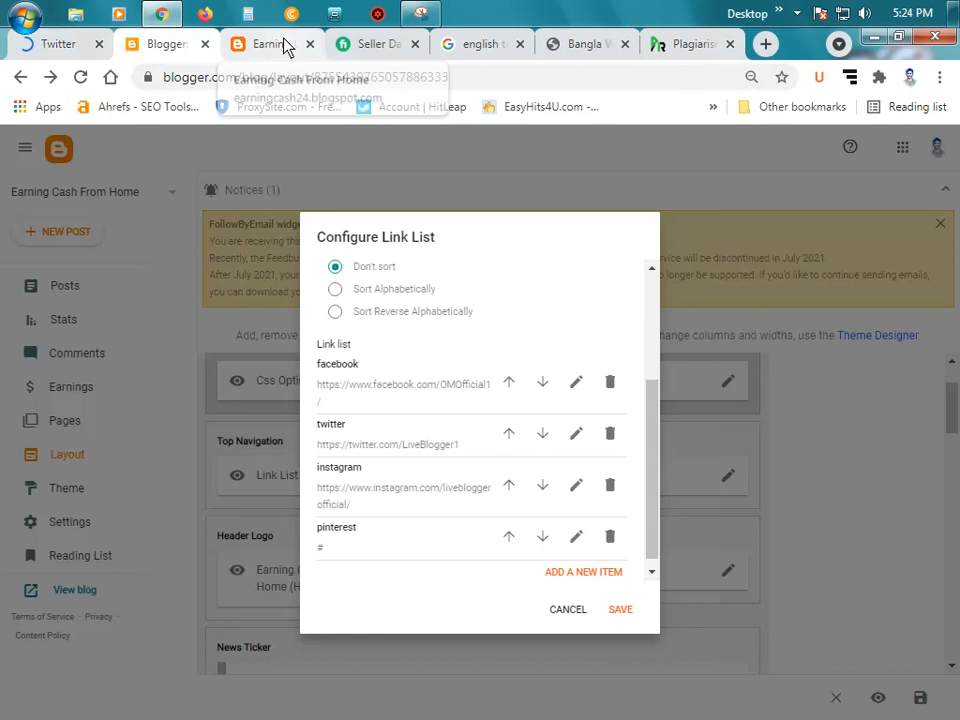 Desktop
»
5:24 PM
Twitter
Blogger:
Earnin
Seller Da
english t
Bangla W
Plagiaris
blogger.com
8755439765057886333
Earning Cash From Home
earningcash24.blogspot.com
Apps
Ahrefs - SEO Tools...
ProxySite.com - Fre...
Account | HitLeap
EasyHits4U.com -...
»
Other bookmarks
Reading list
Earning Cash From Home
Notices (1)
NEW POST
FollowByEmail widg
You are receiving this
Recently, the Feedbu
After July 2021, your
you can download yo
vice will be discontinued in July 2021.
o longer be supported. If you'd like to continue sending emails,
Add, remove,
hange columns and widths, use the Theme Designer.
Posts
Stats
Comments
Earnings
Pages
Layout
Theme
Settings
Reading List
View blog
Terms of Service · Privacy ·
Content Policy
Css Optio
Top Navigation
Link List
Header Logo
Earning C
Home (H
News Ticker
Configure Link List
Don't sort
Sort Alphabetically
Sort Reverse Alphabetically
Link list
facebook
https://www.facebook.com/OMOfficial1
/
twitter
https://twitter.com/LiveBlogger1
instagram
https://www.instagram.com/liveblogger
official/
pinterest
#
ADD A NEW ITEM
CANCEL
SAVE